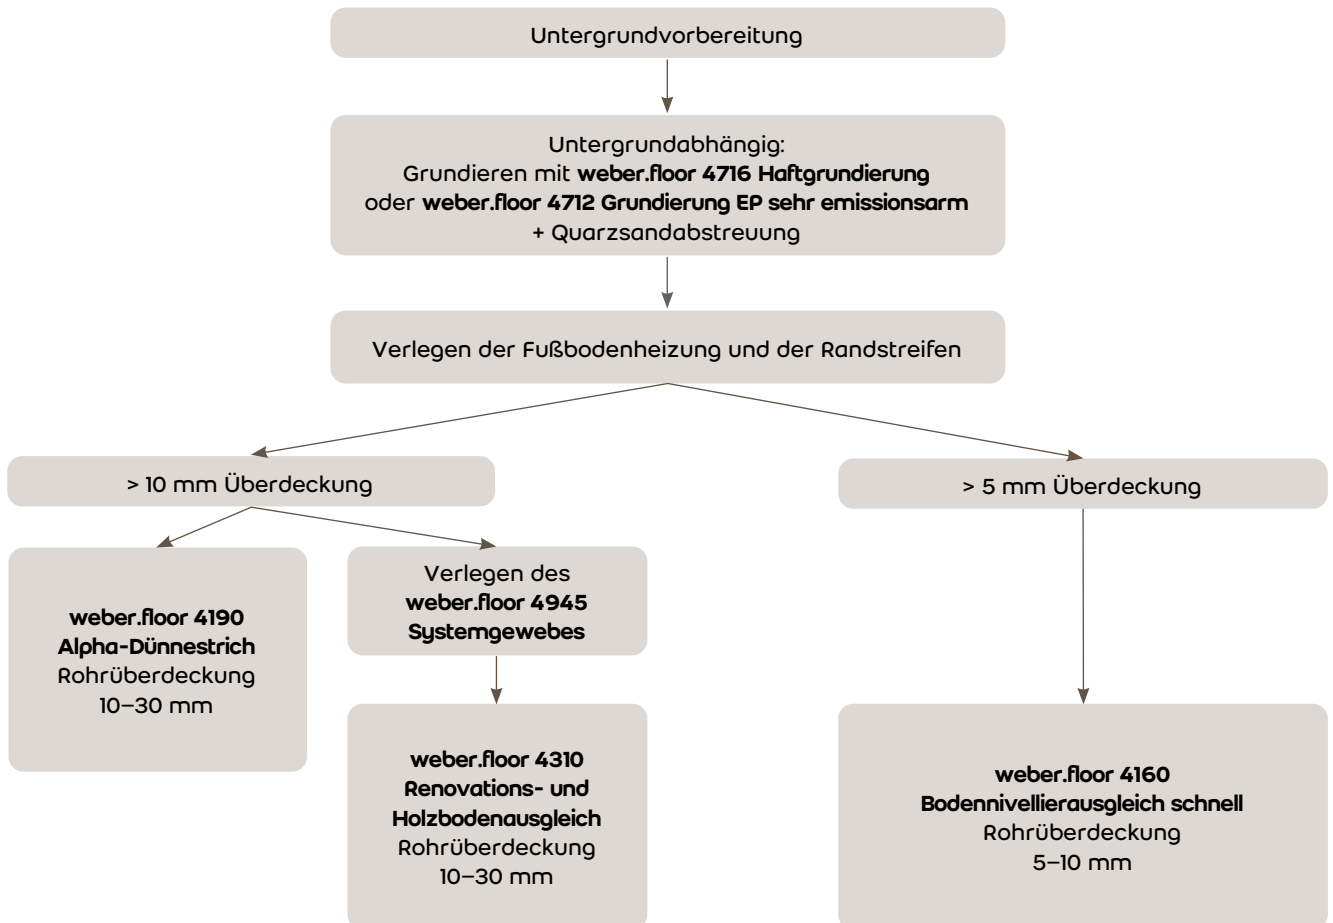 Untergrundvorbereitung
Untergrundabhängig:
Grundieren mit weber.floor 4716 Haftgrundierung
oder weber.floor 4712 Grundierung EP sehr emissionsarm
+ Quarzsandabstreuung
Verlegen der Fußbodenheizung und der Randstreifen
> 10 mm Überdeckung
> 5 mm Überdeckung
weber.floor 4190
Alpha-Dünnestrich
Rohrüberdeckung
10–30 mm
Verlegen des
weber.floor 4945
Systemgewebes
weber.floor 4310
Renovations- und
Holzbodenausgleich
Rohrüberdeckung
10–30 mm
weber.floor 4160
Bodennivellierausgleich schnell
Rohrüberdeckung
5–10 mm